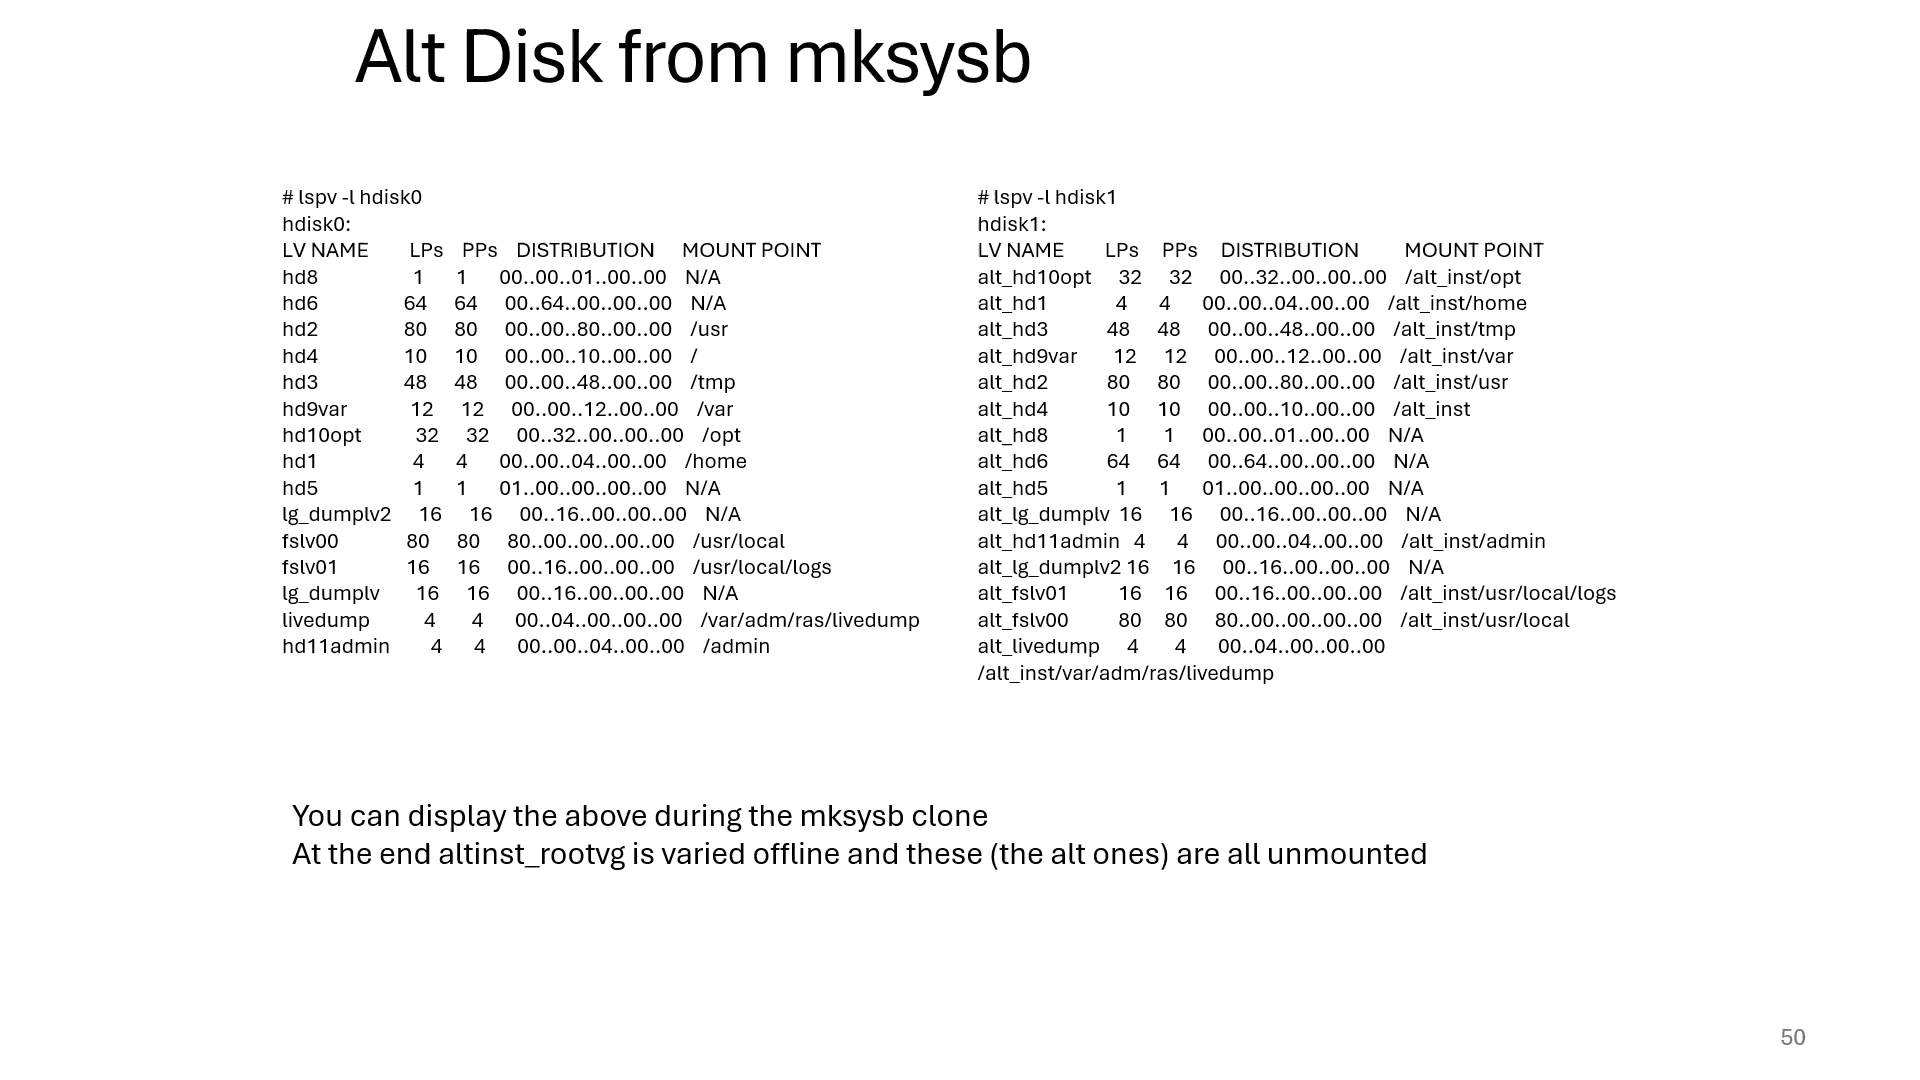 Alt Disk from mksysb
# lspv -l hdisk0
hdisk0:
LV NAME LPs PPs DISTRIBUTION MOUNT POINT
hd8 1 1 00..00..01..00..00 N/A
hd6 64 64 00..64..00..00..00 N/A
hd2 80 80 00..00..80..00..00 /usr
hd4 10 10 00..00..10..00..00 /
hd3 48 48 00..00..48..00..00 /tmp
hd9var 12 12 00..00..12..00..00 /var
hd10opt 32 32 00..32..00..00..00 /opt
hd1 4 4 00..00..04..00..00 /home
hd5 1 1 01..00..00..00..00 N/A
lg_dumplv2 16 16 00..16..00..00..00 N/A
fslv00 80 80 80..00..00..00..00 /usr/local
fslv01 16 16 00..16..00..00..00 /usr/local/logs
lg_dumplv 16 16 00..16..00..00..00 N/A
livedump 4 4 00..04..00..00..00 /var/adm/ras/livedump
hd11admin 4 4 00..00..04..00..00 /admin
# lspv -l hdisk1
hdisk1:
LV NAME LPs PPs DISTRIBUTION MOUNT POINT
alt_hd10opt 32 32 00..32..00..00..00 /alt_inst/opt
alt_hd1 4 4 00..00..04..00..00 /alt_inst/home
alt_hd3 48 48 00..00..48..00..00 /alt_inst/tmp
alt_hd9var 12 12 00..00..12..00..00 /alt_inst/var
alt_hd2 80 80 00..00..80..00..00 /alt_inst/usr
alt_hd4 10 10 00..00..10..00..00 /alt_inst
alt_hd8 1 1 00..00..01..00..00 N/A
alt_hd6 64 64 00..64..00..00..00 N/A
alt_hd5 1 1 01..00..00..00..00 N/A
alt_lg_dumplv 16 16 00..16..00..00..00 N/A
alt_hd11admin 4 4 00..00..04..00..00 /alt_inst/admin
alt_lg_dumplv2 16 16 00..16..00..00..00 N/A
alt_fslv01 16 16 00..16..00..00..00 /alt_inst/usr/local/logs
alt_fslv00 80 80 80..00..00..00..00 /alt_inst/usr/local
alt_livedump 4 4 00..04..00..00..00
/alt_inst/var/adm/ras/livedump
You can display the above during the mksysb clone
At the end altinst_rootvg is varied offline and these (the alt ones) are all unmounted
50